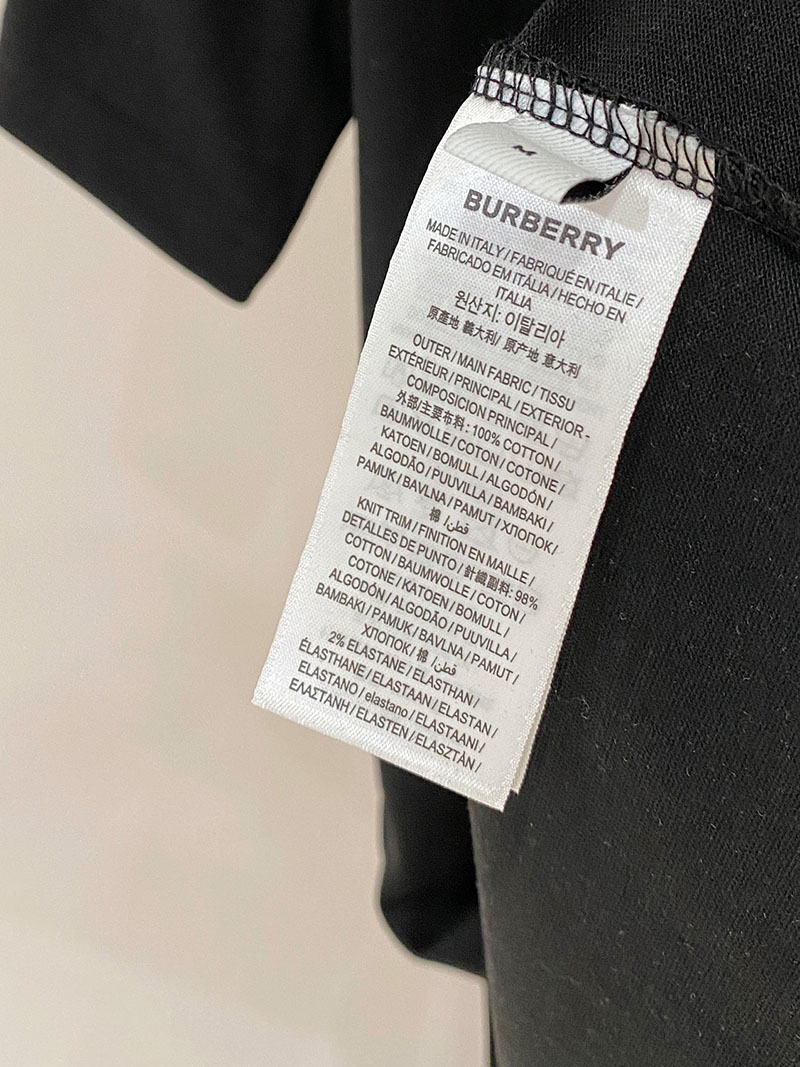 M
BURBERRY
MADE IN ITALY / FABRIQUÉ EN ITALIE /
FABRICADO EM ITÁLIA / HECHO EN
ITALIA
원산지: 이탈리아
原產地 義大利/ 原产地 意大利
OUTER / MAIN FABRIC / TISSU
EXTÉRIEUR / PRINCIPAL / EXTERIOR -
COMPOSICION PRINCIPAL /
外部/主要布料: 100% COTTON /
BAUMWOLLE / COTON / COTONE /
KATOEN / BOMULL / ALGODÓN /
ALGODÃO / PUUVILLA / BAMBAKI /
PAMUK / BAVLNA / PAMUT / ХЛОПОК /
棉 /قطن
KNIT TRIM / FINITION EN MAILLE /
DETALLES DE PUNTO / 針織副料: 98%
COTTON / BAUMWOLLE / COTON /
COTONE / KATOEN / BOMULL /
ALGODÓN / ALGODÃO / PUUVILLA /
BAMBAKI / PAMUK / BAVLNA / PAMUT /
ХЛОПОК / 棉 /قطن
2% ELASTANE / ELASTHAN /
ÉLASTHANE / ELASTAAN / ELASTAN /
ELASTANO / elastano / ELASTAANI /
ΕΛΑΣΤΑΝΗ / ELASTEN / ELASZTÁN /